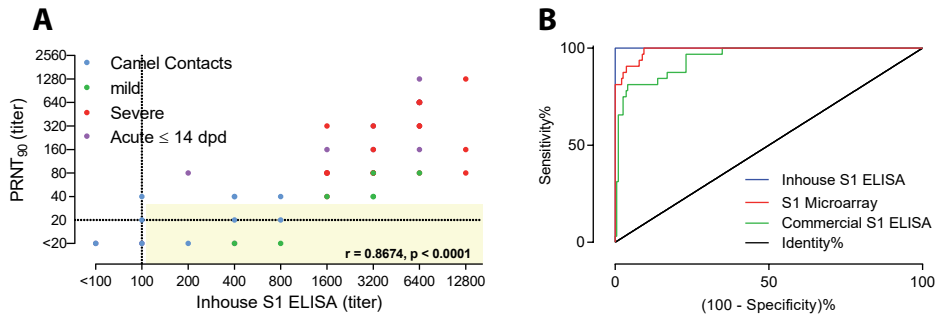 A
2560
1280
640
320
160
80
40
20
<20
PRNT90 (titer)
Camel Contacts
mild
Severe
Acute ≤ 14 dpd
r = 0.8674, p < 0.0001
<100 100 200 400 800 1600 3200 6400 12800
Inhouse S1 ELISA (titer)
B
100
50
0
Sensitivity%
Inhouse S1 ELISA
S1 Microarray
Commercial S1 ELISA
Identity%
0 50 100
(100 - Specificity)%